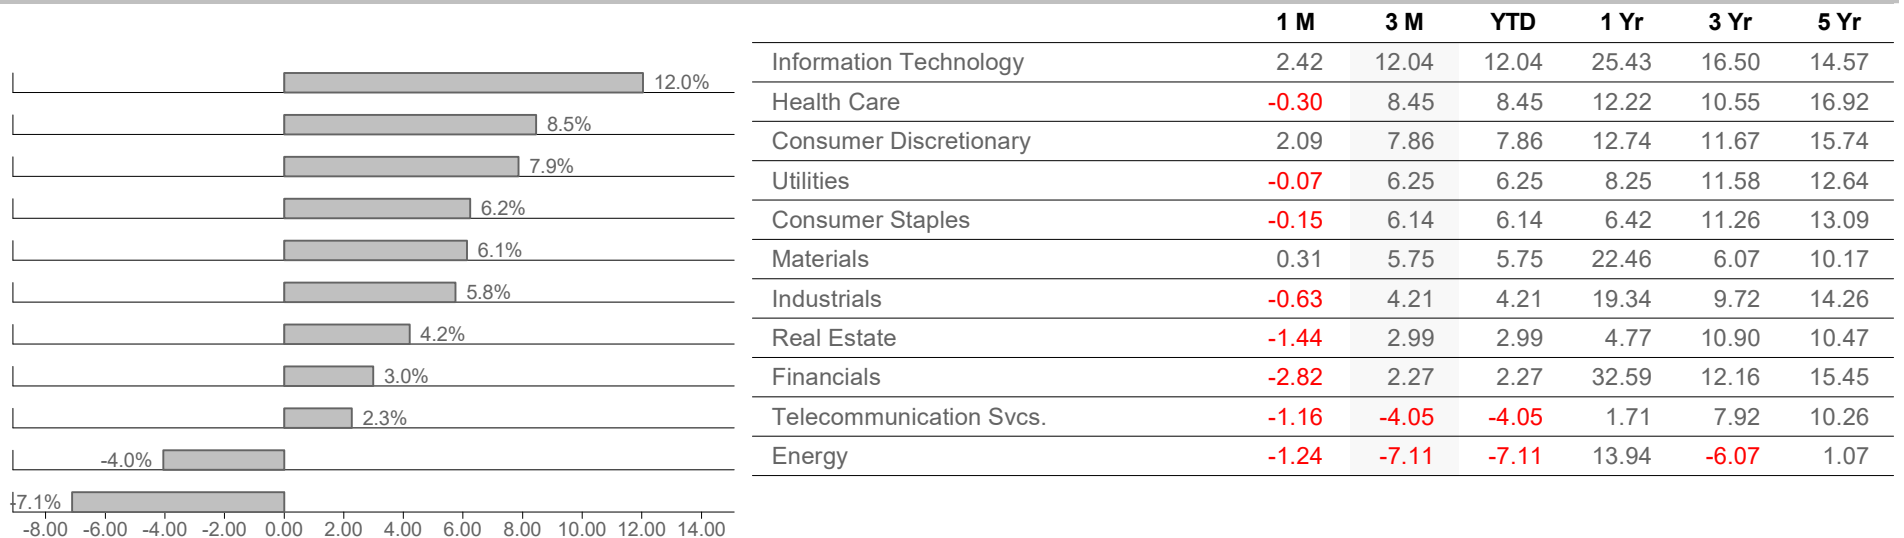 1 M 3 M YTD 1 Yr 3 Yr 5 Yr
12.0%
8.5%
7.9%
6.2%
6.1%
5.8%
4.2%
3.0%
2.3%
-4.0%
-7.1%
-8.00 -6.00 -4.00 -2.00 0.00 2.00 4.00 6.00 8.00 10.00 12.00 14.00
Information Technology 2.42 12.04 12.04 25.43 16.50 14.57
Health Care -0.30 8.45 8.45 12.22 10.55 16.92
Consumer Discretionary 2.09 7.86 7.86 12.74 11.67 15.74
Utilities -0.07 6.25 6.25 8.25 11.58 12.64
Consumer Staples -0.15 6.14 6.14 6.42 11.26 13.09
Materials 0.31 5.75 5.75 22.46 6.07 10.17
Industrials -0.63 4.21 4.21 19.34 9.72 14.26
Real Estate -1.44 2.99 2.99 4.77 10.90 10.47
Financials -2.82 2.27 2.27 32.59 12.16 15.45
Telecommunication Svcs. -1.16 -4.05 -4.05 1.71 7.92 10.26
Energy -1.24 -7.11 -7.11 13.94 -6.07 1.07